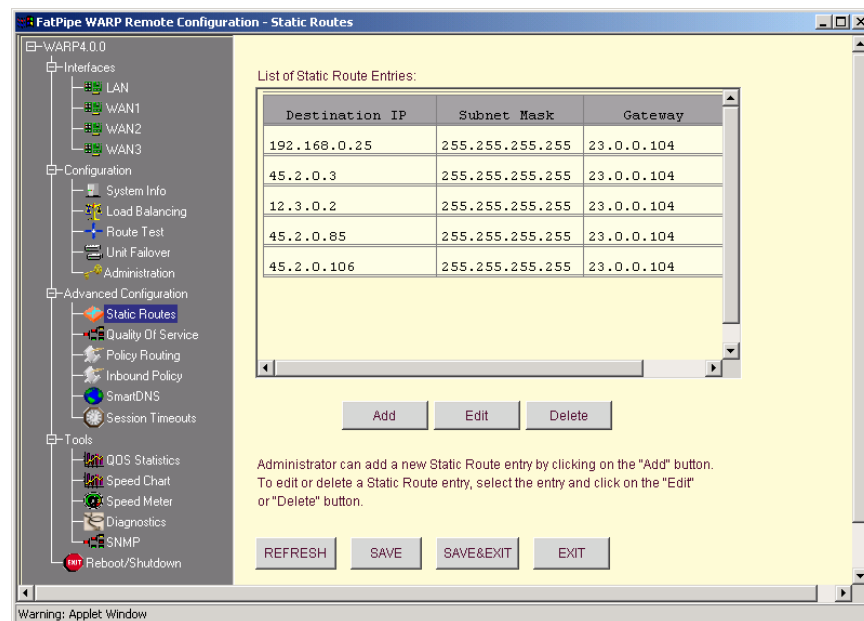 FatPipe WARP Remote Configuration - Static Routes
WARP4.0.0
Interfaces
LAN
WAN1
WAN2
WAN3
Configuration
System Info
Load Balancing
Route Test
Unit Failover
Administration
Advanced Configuration
Static Routes
Quality Of Service
Policy Routing
Inbound Policy
SmartDNS
Session Timeouts
Tools
QOS Statistics
Speed Chart
Speed Meter
Diagnostics
SNMP
EXIT Reboot/Shutdown
List of Static Route Entries:
Destination IP Subnet Mask Gateway
192.168.0.25 255.255.255.255 23.0.0.104
45.2.0.3 255.255.255.255 23.0.0.104
12.3.0.2 255.255.255.255 23.0.0.104
45.2.0.85 255.255.255.255 23.0.0.104
45.2.0.106 255.255.255.255 23.0.0.104
Add Edit Delete
Administrator can add a new Static Route entry by clicking on the "Add" button.
To edit or delete a Static Route entry, select the entry and click on the "Edit"
or "Delete" button.
REFRESH SAVE SAVE&EXIT EXIT
Warning: Applet Window